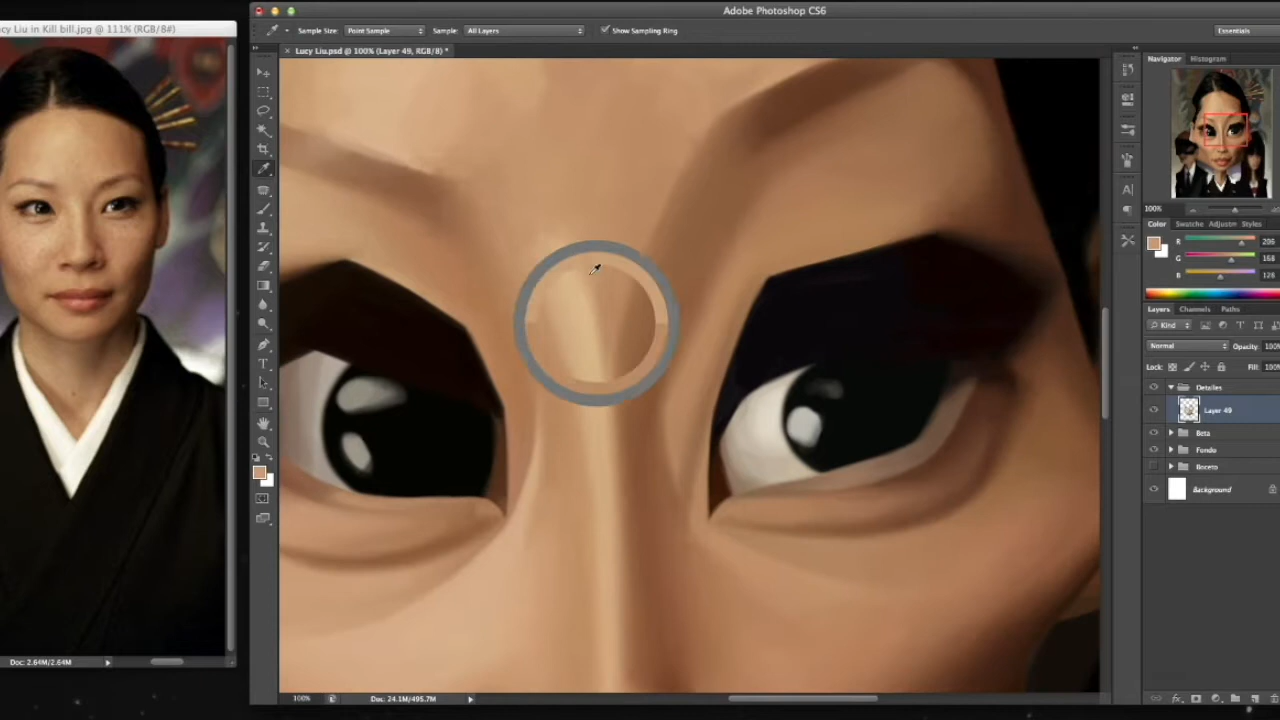 Adobe Photoshop CS6
cy Liu in Kill bill.jpg @ 111% (RGB/8#)
Sample Size: Point Sample Sample: All Layers Show Sampling Ring Essentials
Lucy Liu.psd @ 100% (Layer 49, RGB/8) *
Navigator Histogram
100%
Color Swatche Adjustm Styles
R 206
G 168
B 128
Layers Channels Paths
Kind
Normal Opacity: 100%
Lock: Fill: 100%
Detalles
Layer 49
Beta
Fondo
Boceto
Background
Doc: 2.64M/2.64M
100% Doc: 24.1M/495.7M